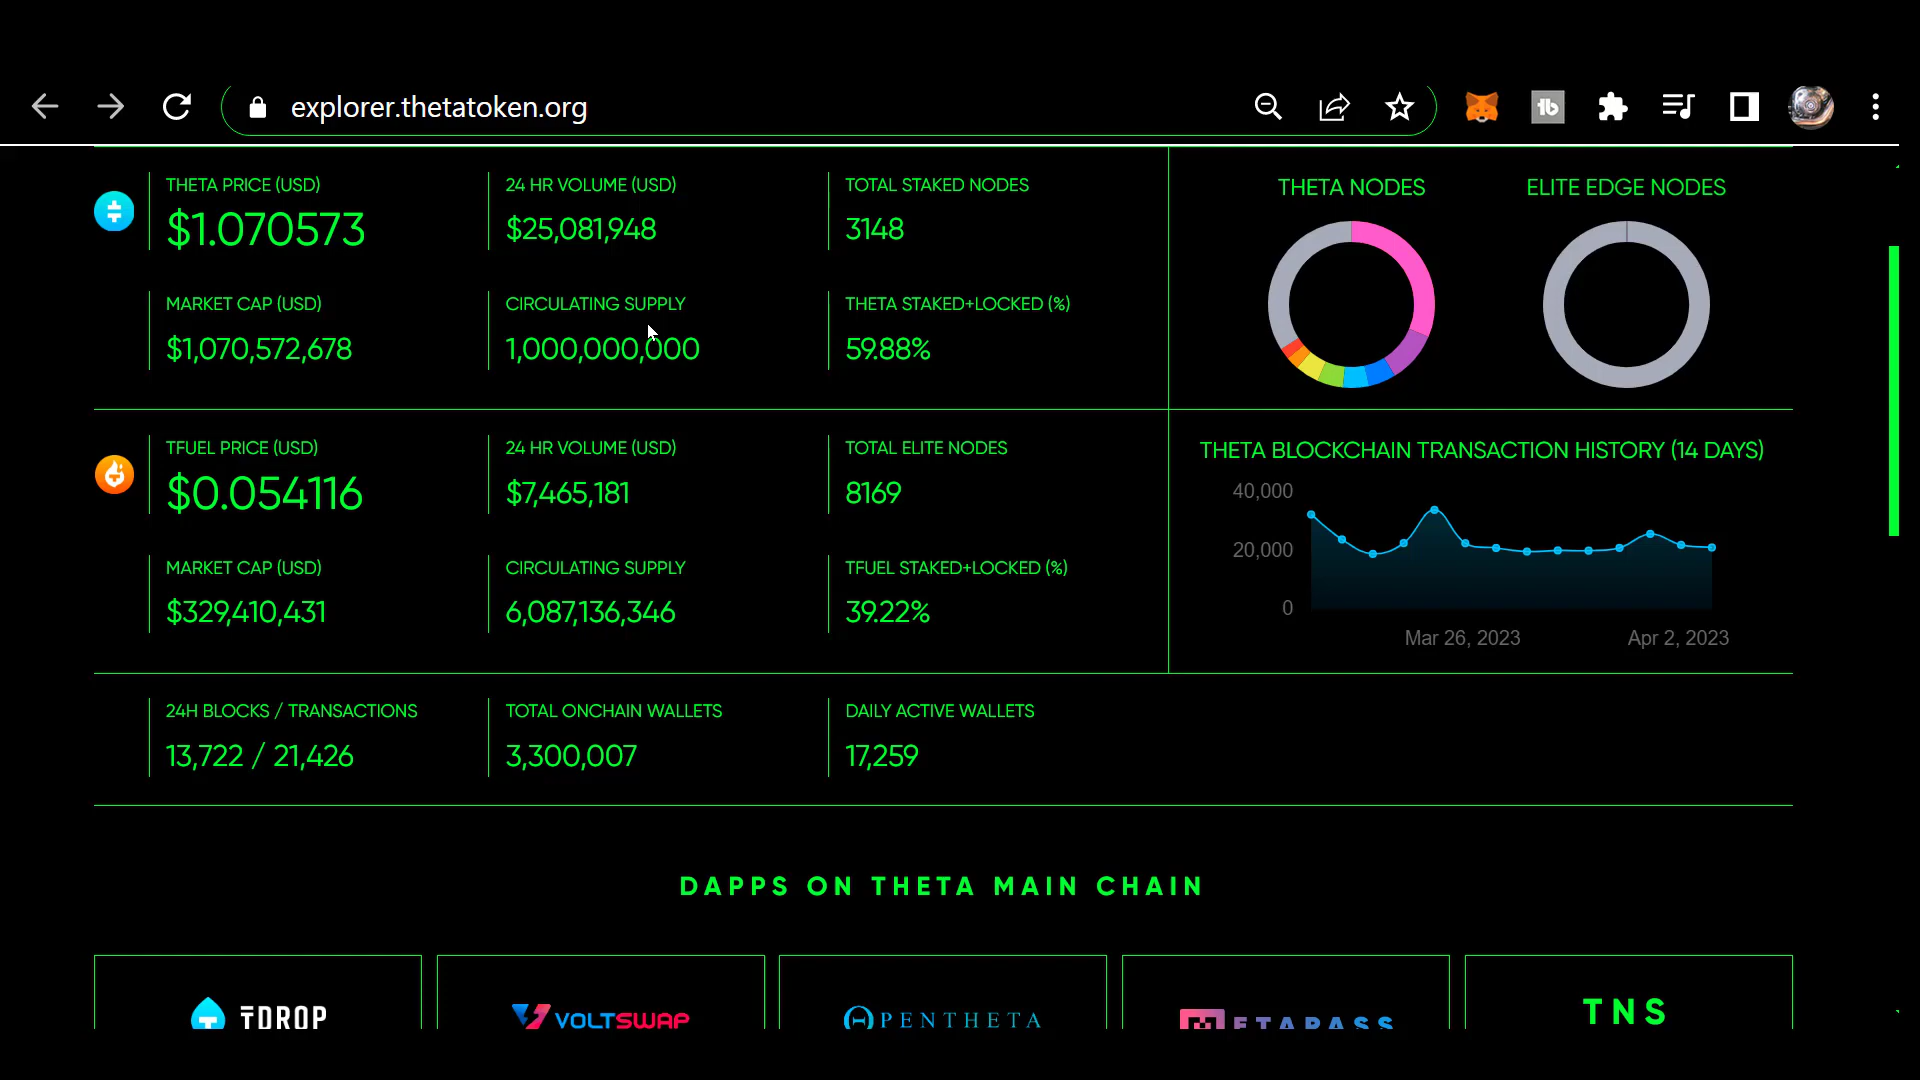 explorer.thetatoken.org
THETA PRICE (USD)
$1.070573
24 HR VOLUME (USD)
$25,081,948
TOTAL STAKED NODES
3148
MARKET CAP (USD)
$1,070,572,678
CIRCULATING SUPPLY
1,000,000,000
THETA STAKED+LOCKED (%)
59.88%
THETA NODES
ELITE EDGE NODES
TFUEL PRICE (USD)
$0.054116
24 HR VOLUME (USD)
$7,465,181
TOTAL ELITE NODES
8169
MARKET CAP (USD)
$329,410,431
CIRCULATING SUPPLY
6,087,136,346
TFUEL STAKED+LOCKED (%)
39.22%
THETA BLOCKCHAIN TRANSACTION HISTORY (14 DAYS)
40,000
20,000
0
Mar 26, 2023
Apr 2, 2023
24H BLOCKS / TRANSACTIONS
13,722 / 21,426
TOTAL ONCHAIN WALLETS
3,300,007
DAILY ACTIVE WALLETS
17,259
DAPPS ON THETA MAIN CHAIN
TDROP
VOLTSWAP
PENTHETA
METAPASS
TNS